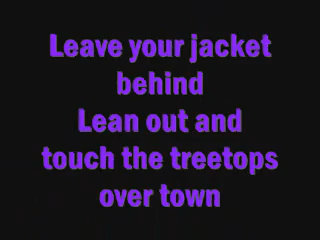 Leave your jacket
behind
Lean out and
touch the treetops
over town